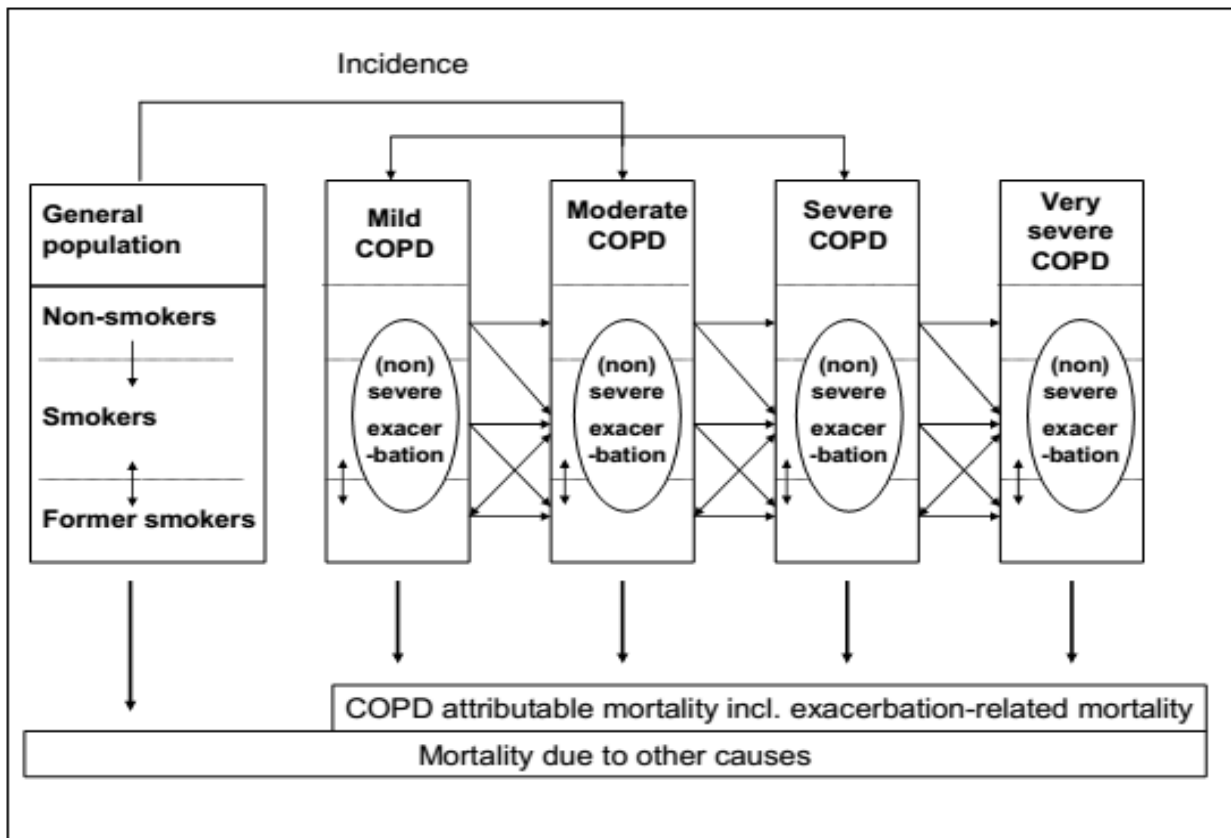 Incidence
General
population
Non-smokers
Smokers
Former smokers
Mild
COPD
(non)
severe
exacer
-bation
Moderate
COPD
(non)
severe
exacer
-bation
Severe
COPD
(non)
severe
exacer
-bation
Very
severe
COPD
(non)
severe
exacer
-bation
COPD attributable mortality incl. exacerbation-related mortality
Mortality due to other causes